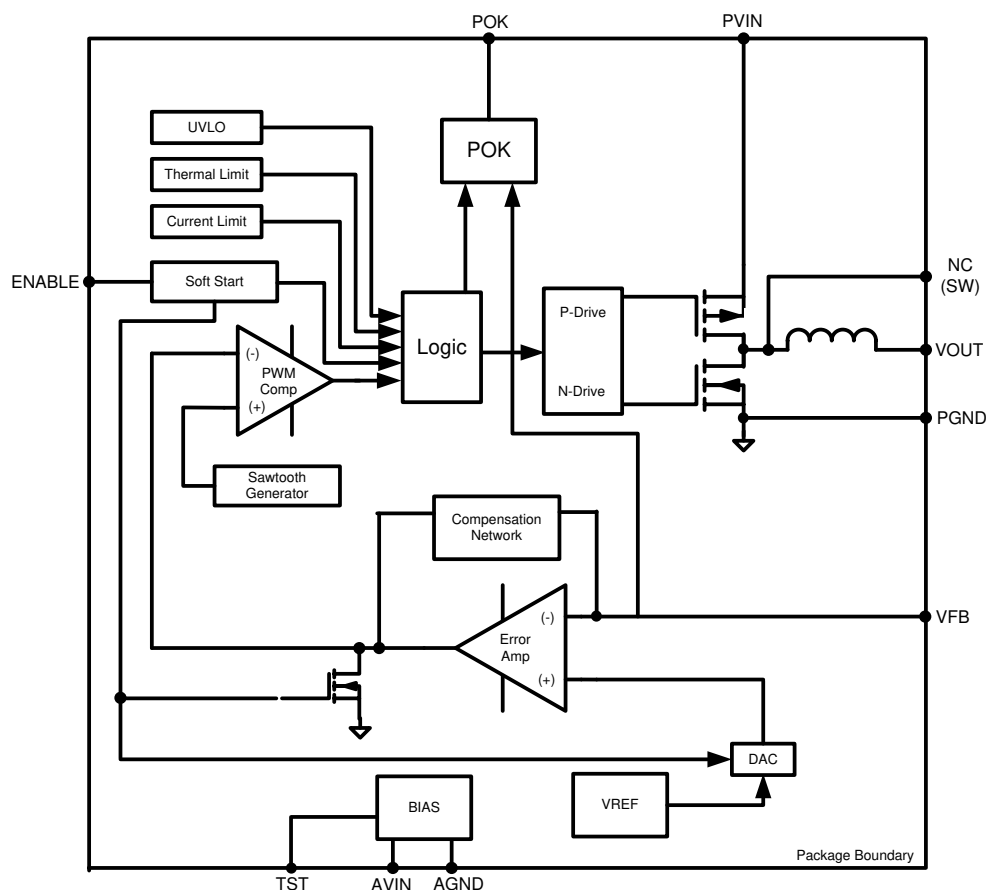 POK
PVIN
UVLO
POK
Thermal Limit
Current Limit
ENABLE
Soft Start
NC
(SW)
P-Drive
Logic
(-)
PWM
Comp
(+)
VOUT
N-Drive
PGND
Sawtooth
Generator
Compensation
Network
(-)
VFB
Error
Amp
(+)
DAC
BIAS
VREF
Package Boundary
TST
AVIN
AGND